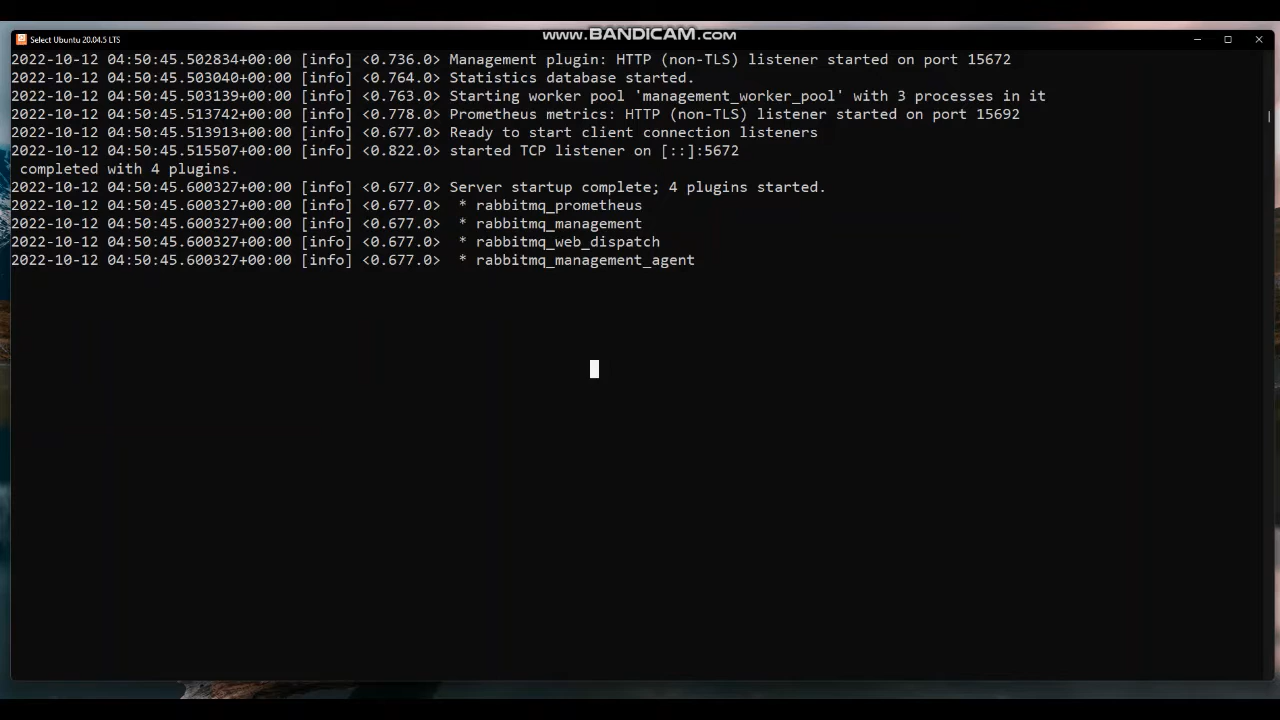 www.BANDICAM.com
Select Ubuntu 20.04.5 LTS
2022-10-12 04:50:45.502834+00:00 [info] <0.736.0> Management plugin: HTTP (non-TLS) listener started on port 15672
2022-10-12 04:50:45.503040+00:00 [info] <0.764.0> Statistics database started.
2022-10-12 04:50:45.503139+00:00 [info] <0.763.0> Starting worker pool 'management_worker_pool' with 3 processes in it
2022-10-12 04:50:45.513742+00:00 [info] <0.778.0> Prometheus metrics: HTTP (non-TLS) listener started on port 15692
2022-10-12 04:50:45.513913+00:00 [info] <0.677.0> Ready to start client connection listeners
2022-10-12 04:50:45.515507+00:00 [info] <0.822.0> started TCP listener on [::]:5672
completed with 4 plugins.
2022-10-12 04:50:45.600327+00:00 [info] <0.677.0> Server startup complete; 4 plugins started.
2022-10-12 04:50:45.600327+00:00 [info] <0.677.0>  * rabbitmq_prometheus
2022-10-12 04:50:45.600327+00:00 [info] <0.677.0>  * rabbitmq_management
2022-10-12 04:50:45.600327+00:00 [info] <0.677.0>  * rabbitmq_web_dispatch
2022-10-12 04:50:45.600327+00:00 [info] <0.677.0>  * rabbitmq_management_agent